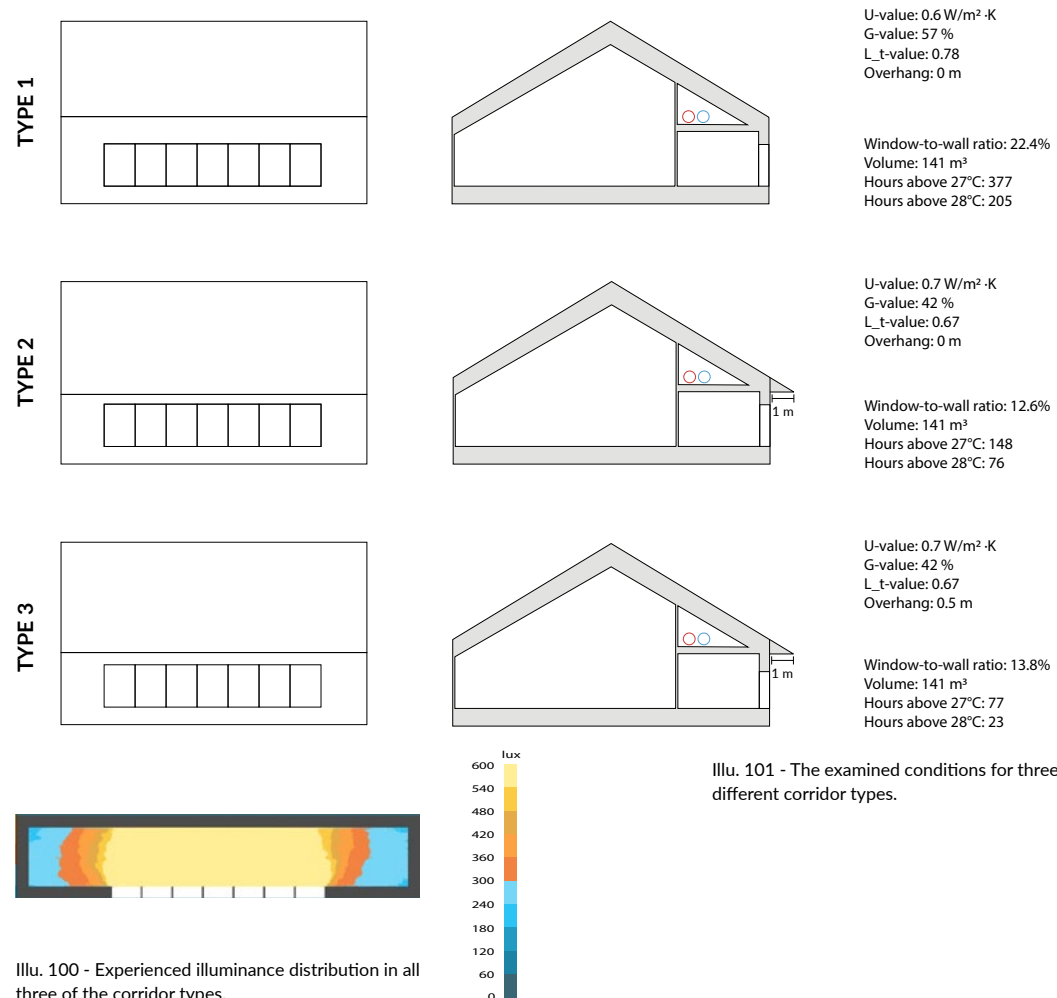 TYPE 1
U-value: 0.6 W/m² ·K
G-value: 57 %
L_t-value: 0.78
Overhang: 0 m
Window-to-wall ratio: 22.4%
Volume: 141 m³
Hours above 27°C: 377
Hours above 28°C: 205
TYPE 2
1 m
U-value: 0.7 W/m² ·K
G-value: 42 %
L_t-value: 0.67
Overhang: 0 m
Window-to-wall ratio: 12.6%
Volume: 141 m³
Hours above 27°C: 148
Hours above 28°C: 76
TYPE 3
1 m
U-value: 0.7 W/m² ·K
G-value: 42 %
L_t-value: 0.67
Overhang: 0.5 m
Window-to-wall ratio: 13.8%
Volume: 141 m³
Hours above 27°C: 77
Hours above 28°C: 23
lux
600
540
480
420
360
300
240
180
120
60
0
Illu. 101 - The examined conditions for three
different corridor types.
Illu. 100 - Experienced illuminance distribution in all
three of the corridor types.